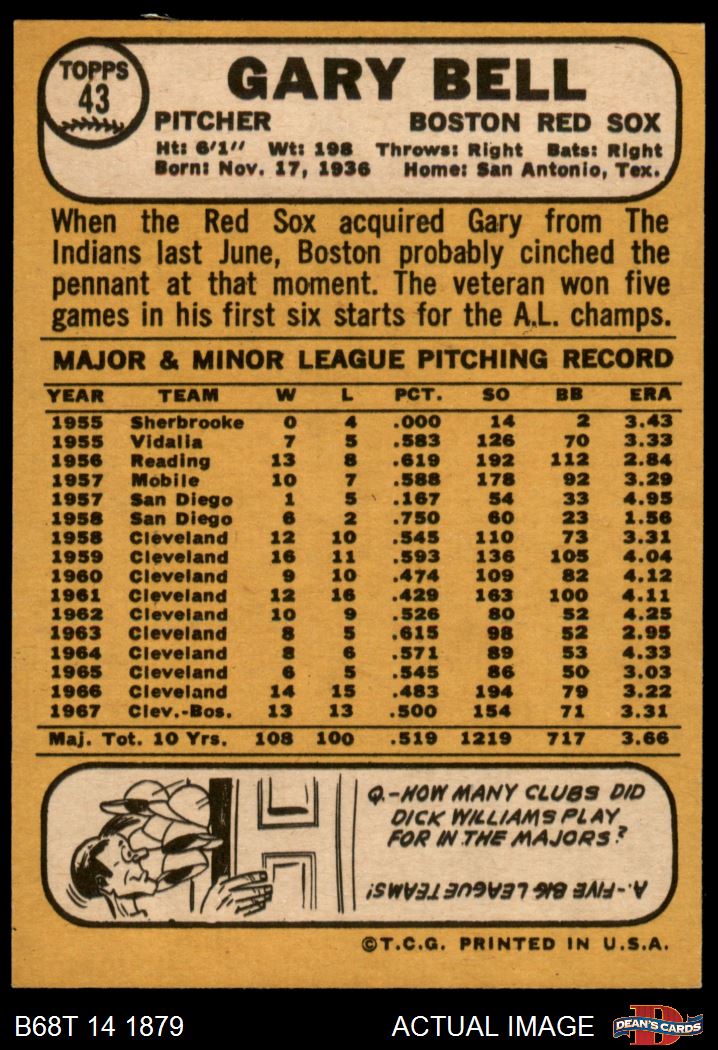 TOPPS
43
GARY BELL
PITCHER BOSTON RED SOX
Ht: 6'1" Wt: 198 Throws: Right Bats: Right
Born: Nov. 17, 1936 Home: San Antonio, Tex.
When the Red Sox acquired Gary from The
Indians last June, Boston probably cinched the
pennant at that moment. The veteran won five
games in his first six starts for the A.L. champs.
MAJOR & MINOR LEAGUE PITCHING RECORD
YEAR TEAM W L PCT. SO BB ERA
1955 Sherbrooke 0 4 .000 14 2 3.43
1955 Vidalia 7 5 .583 126 70 3.33
1956 Reading 13 8 .619 192 112 2.84
1957 Mobile 10 7 .588 178 92 3.29
1957 San Diego 1 5 .167 54 33 4.95
1958 San Diego 6 2 .750 60 23 1.56
1958 Cleveland 12 10 .545 110 73 3.31
1959 Cleveland 16 11 .593 136 105 4.04
1960 Cleveland 9 10 .474 109 82 4.12
1961 Cleveland 12 16 .429 163 100 4.11
1962 Cleveland 10 9 .526 80 52 4.25
1963 Cleveland 8 5 .615 98 52 2.95
1964 Cleveland 8 6 .571 89 53 4.33
1965 Cleveland 6 5 .545 86 50 3.03
1966 Cleveland 14 15 .483 194 79 3.22
1967 Clev.-Bos. 13 13 .500 154 71 3.31
Maj. Tot. 10 Yrs. 108 100 .519 1219 717 3.66
Q.-HOW MANY CLUBS DID
DICK WILLIAMS PLAY
FOR IN THE MAJORS?
A.-FIVE BIG LEAGUE TEAMS!
©T.C.G. PRINTED IN U.S.A.
B68T 14 1879 ACTUAL IMAGE DEAN'S CARDS